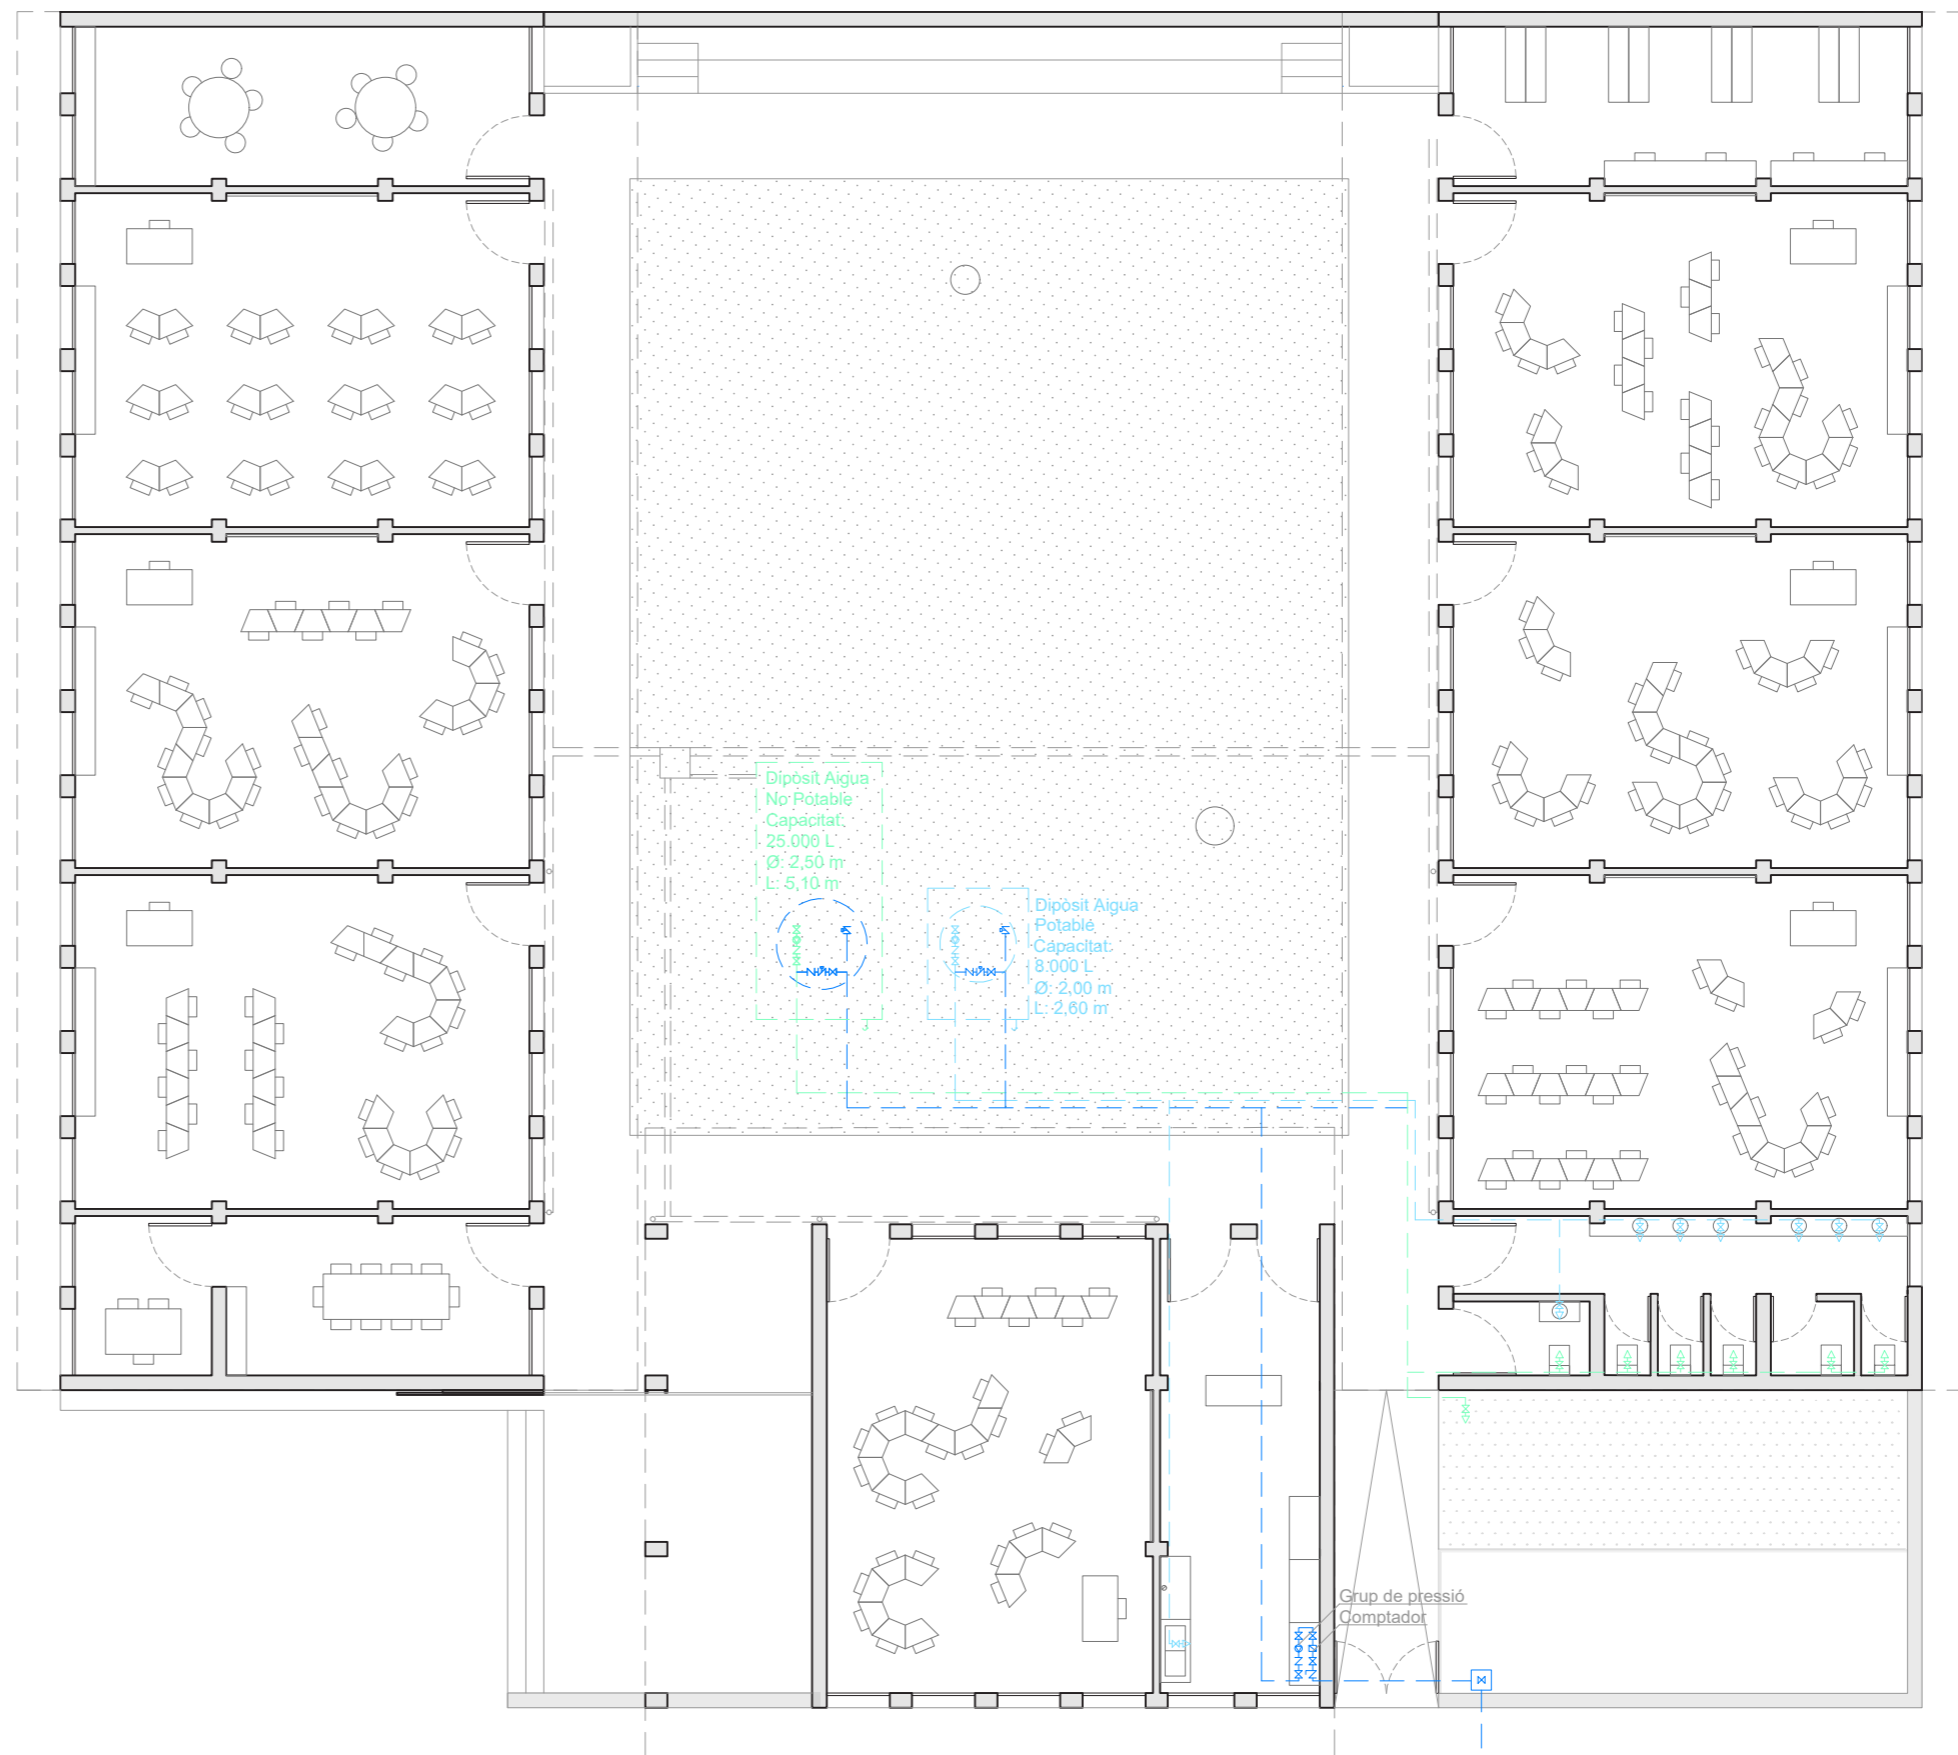 Dipòsit Aigua
No Potable
Capacitat:
25.000 L
Ø: 2,50 m
L: 5,10 m
Dipòsit Aigua
Potable
Capacitat:
8.000 L
Ø: 2,00 m
L: 2,60 m
Grup de pressió
Comptador